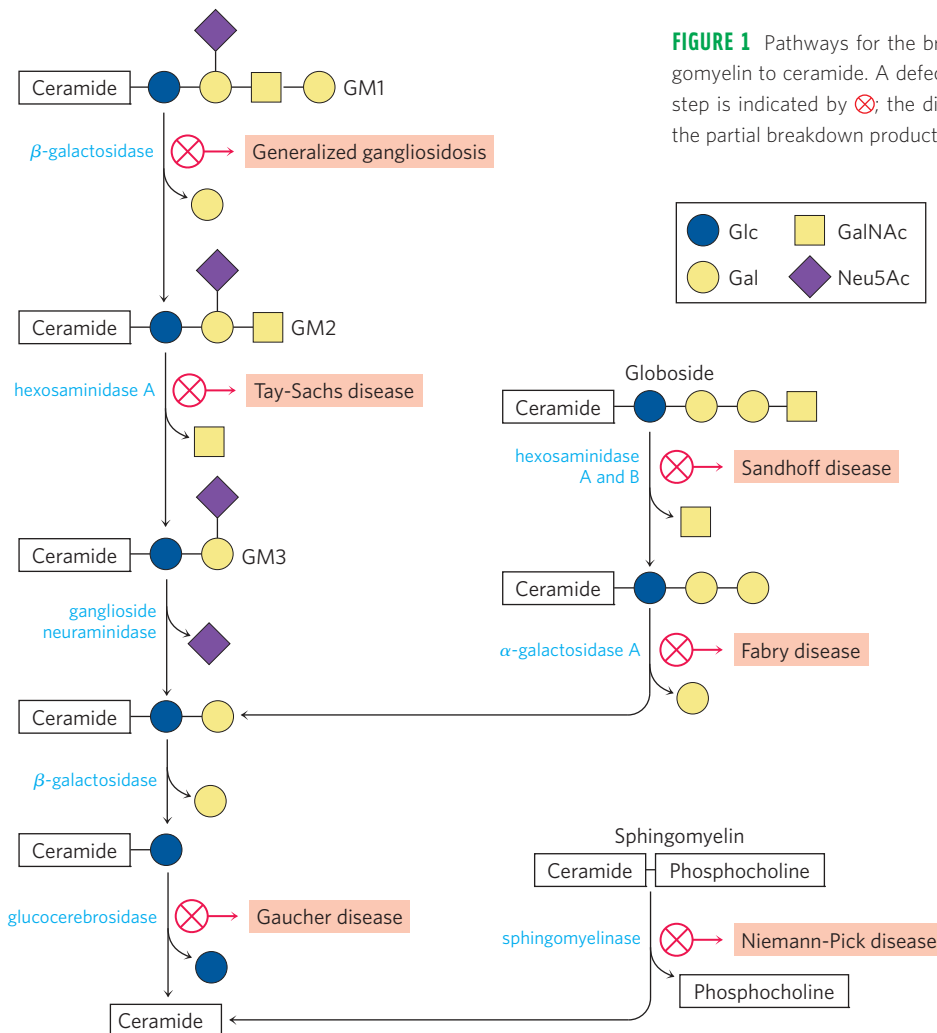 FIGURE 1 Pathways for the br
gomyelin to ceramide. A defec
step is indicated by ⊗; the di
the partial breakdown product
Glc
GalNAc
Gal
Neu5Ac
Ceramide
GM1
β-galactosidase
Generalized gangliosidosis
Ceramide
GM2
hexosaminidase A
Tay-Sachs disease
Ceramide
GM3
ganglioside
neuraminidase
Globoside
Ceramide
hexosaminidase
A and B
Sandhoff disease
Ceramide
α-galactosidase A
Fabry disease
Ceramide
β-galactosidase
Ceramide
glucocerebrosidase
Gaucher disease
Sphingomyelin
Ceramide
Phosphocholine
sphingomyelinase
Niemann-Pick disease
Phosphocholine
Ceramide